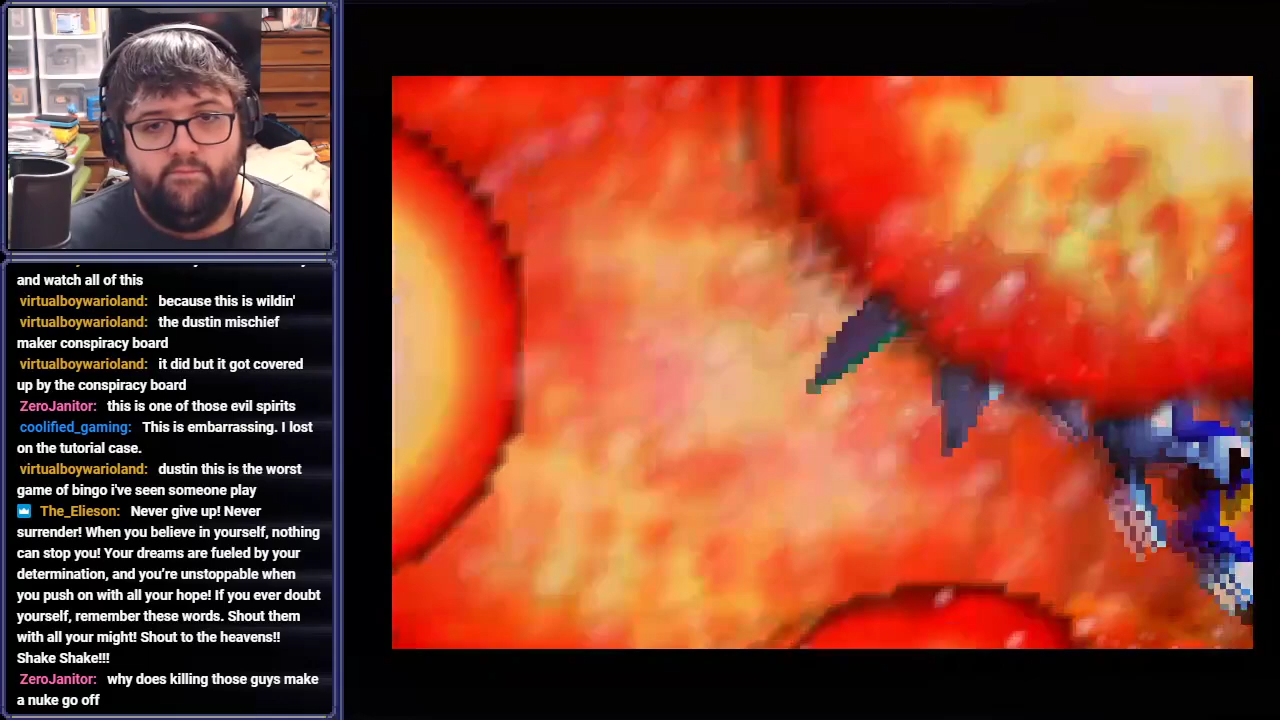 and watch all of this
virtualboywarioland: because this is wildin'
virtualboywarioland: the dustin mischief
maker conspiracy board
virtualboywarioland: it did but it got covered
up by the conspiracy board
ZeroJanitor: this is one of those evil spirits
coolified_gaming: This is embarrassing. I lost
on the tutorial case.
virtualboywarioland: dustin this is the worst
game of bingo i've seen someone play
The_Elieson: Never give up! Never
surrender! When you believe in yourself, nothing
can stop you! Your dreams are fueled by your
determination, and you’re unstoppable when
you push on with all your hope! If you ever doubt
yourself, remember these words. Shout them
with all your might! Shout to the heavens!!
Shake Shake!!!
ZeroJanitor: why does killing those guys make
a nuke go off